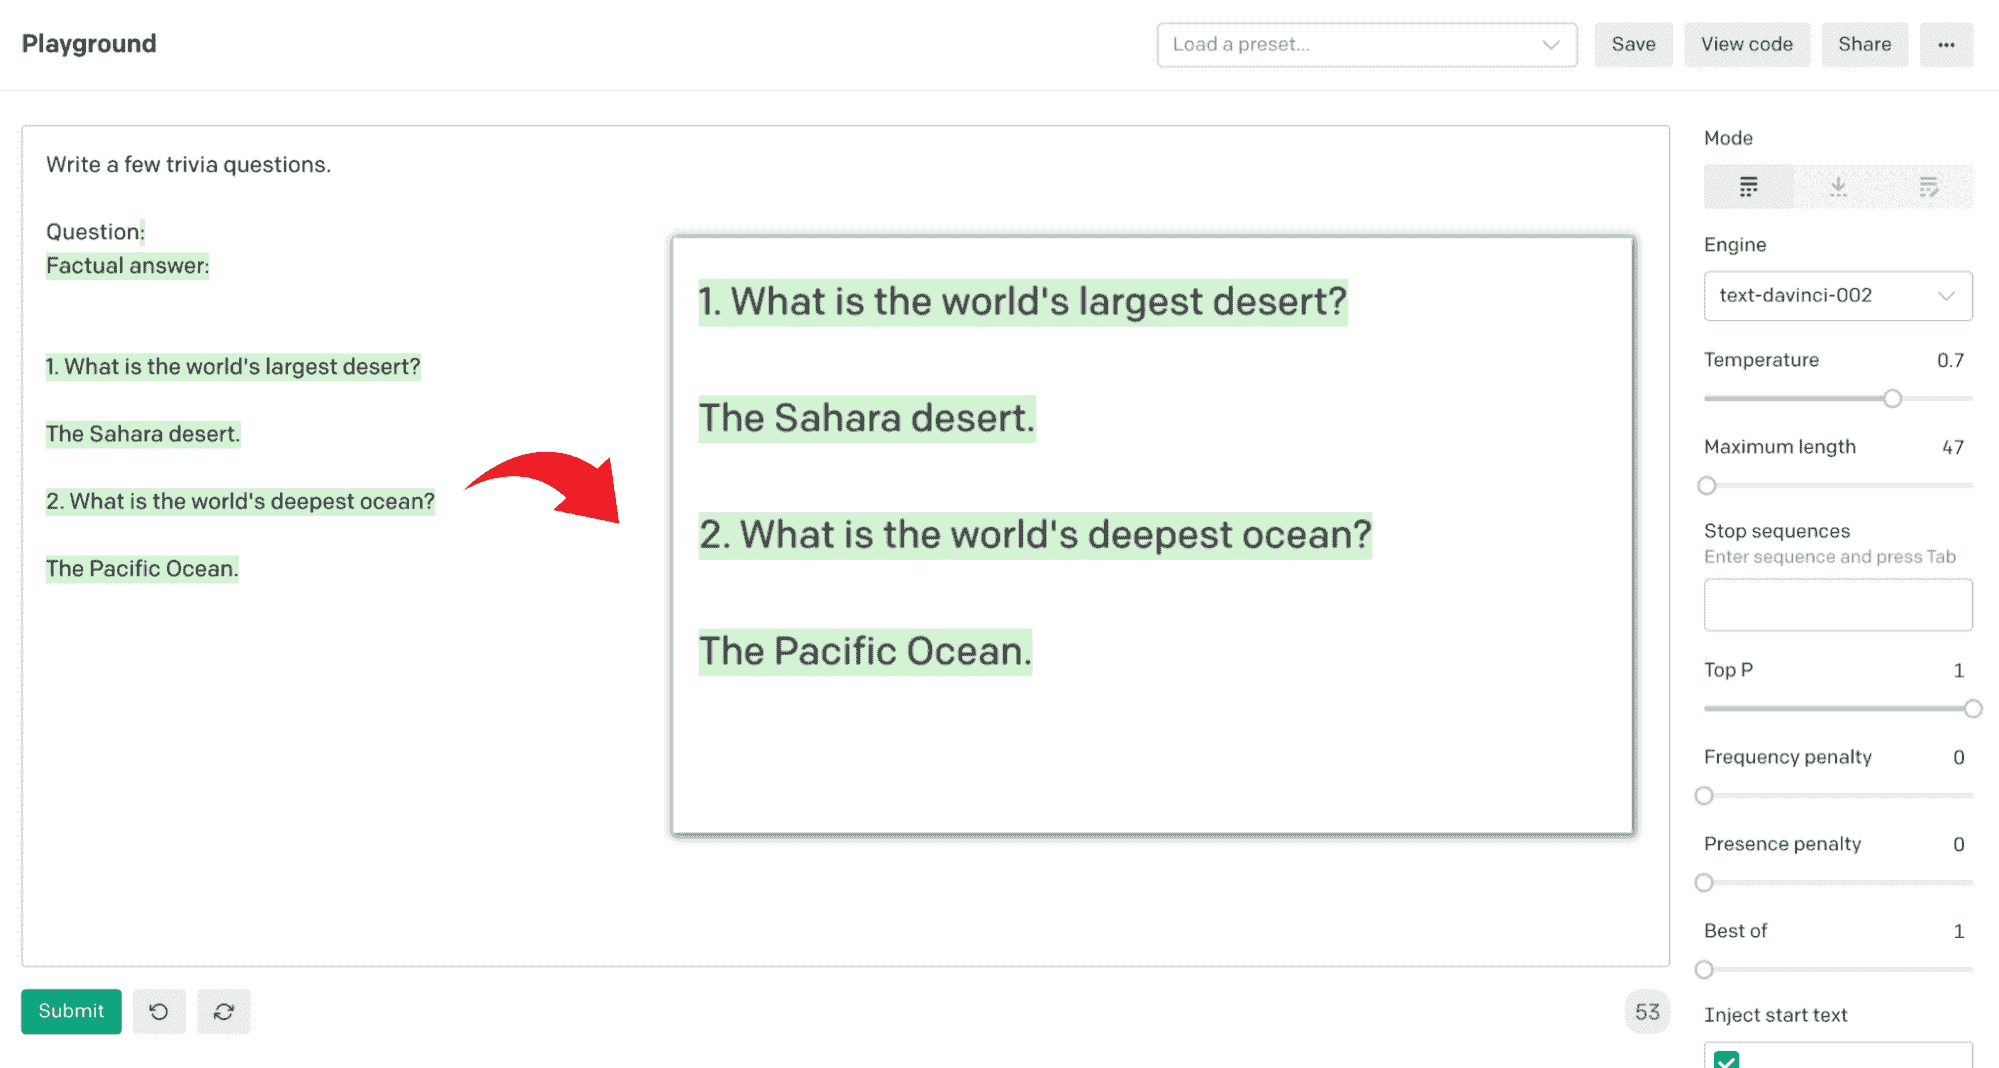 Playground
Load a preset...
Save
View code
Share
Write a few trivia questions.
Question:
Factual answer:
1. What is the world's largest desert?
The Sahara desert.
2. What is the world's deepest ocean?
The Pacific Ocean.
1. What is the world's largest desert?
The Sahara desert.
2. What is the world's deepest ocean?
The Pacific Ocean.
Submit
53
Mode
Engine
text-davinci-002
Temperature 0.7
Maximum length 47
Stop sequences
Enter sequence and press Tab
Top P 1
Frequency penalty 0
Presence penalty 0
Best of 1
Inject start text